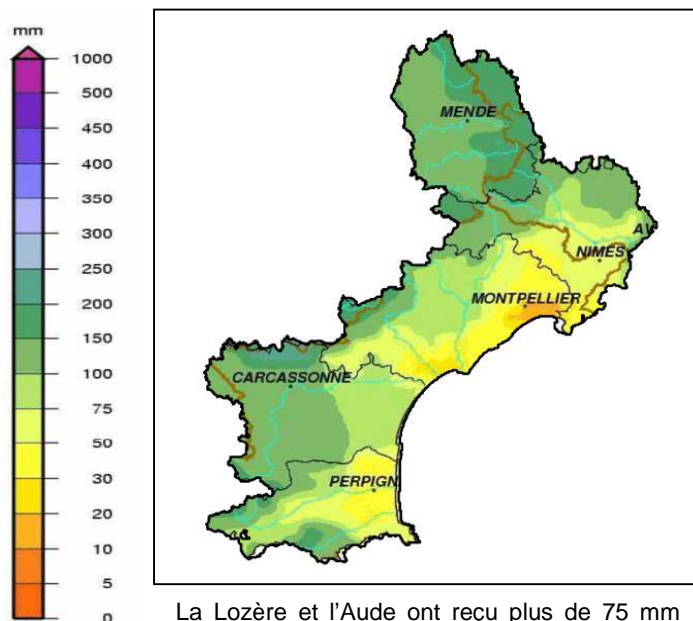 mm
1000
500
450
400
350
300
250
200
150
100
75
50
30
20
10
5
0
MENDE
AV
NIMES
MONTPELLIER
CARCASSONNE
PERPIGN
La Lozère et l'Aude ont reçu plus de 75 mm